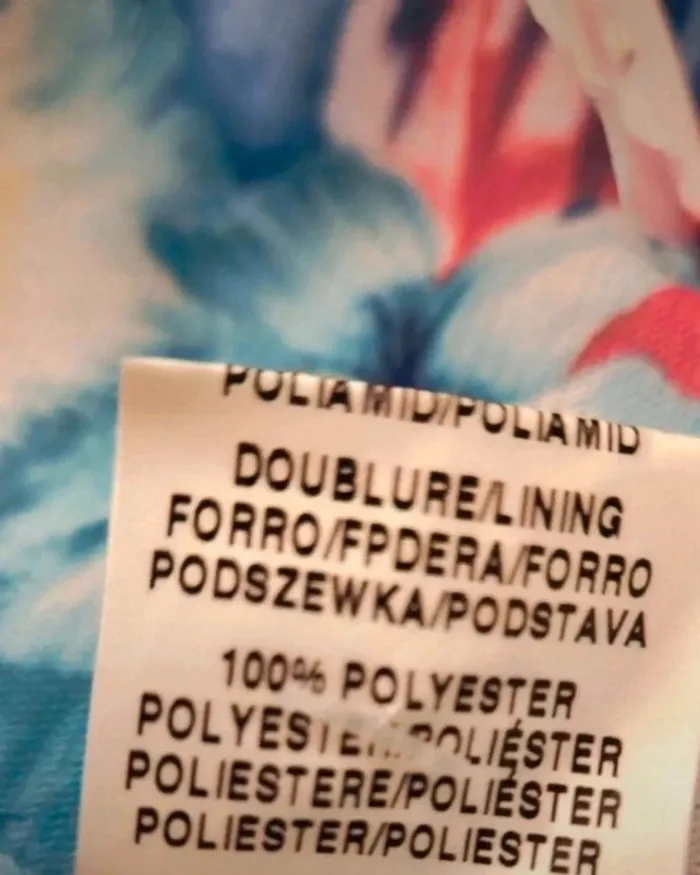 POLIAMID/POLIAMID
DOUBLURE/LINING
FORRO/FPDERA/FORRO
PODSZEWKA/PODSTAVA
100% POLYESTER
POLIÉSTER
POLIESTERE/POLIÉSTER
POLIESTER/POLIESTER